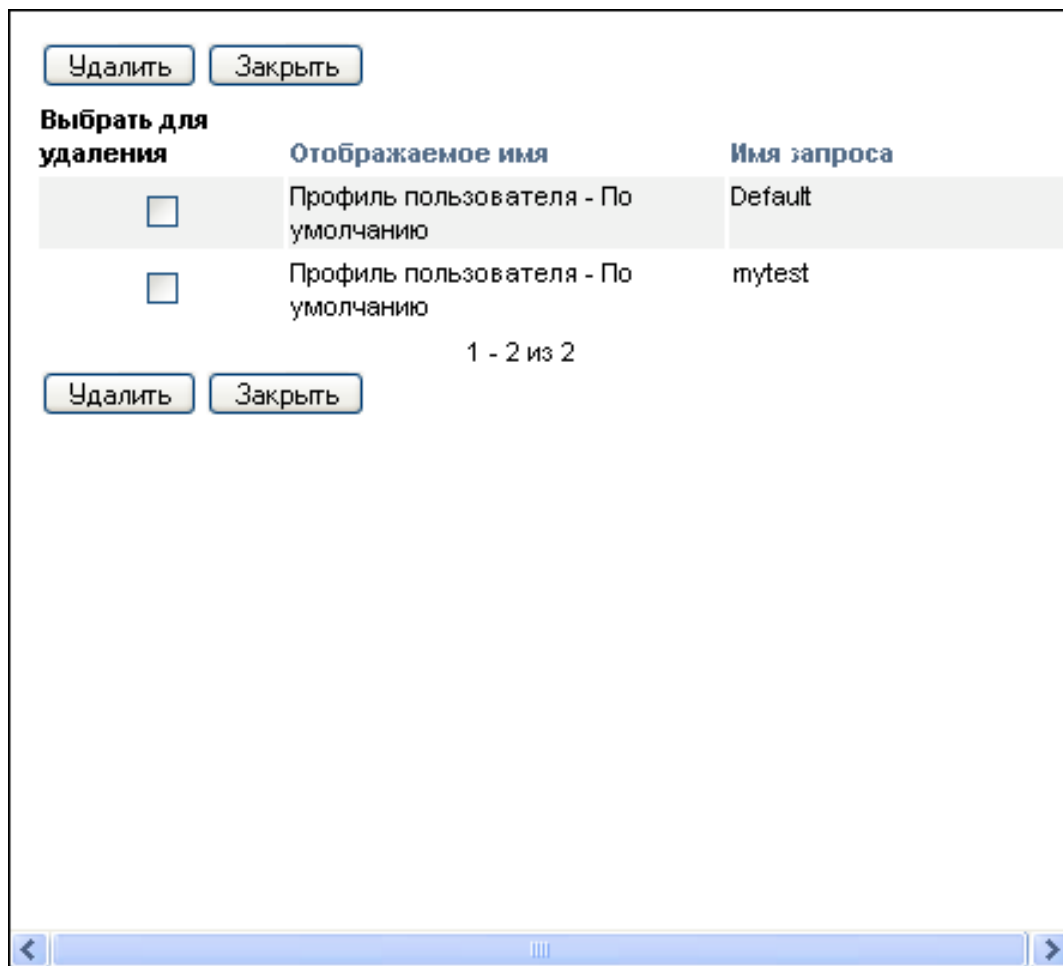 Удалить Закрыть
Выбрать для
удаления Отображаемое имя Имя запроса
Профиль пользователя - По Default
умолчанию
Профиль пользователя - По mytest
умолчанию
1 - 2 из 2
Удалить Закрыть